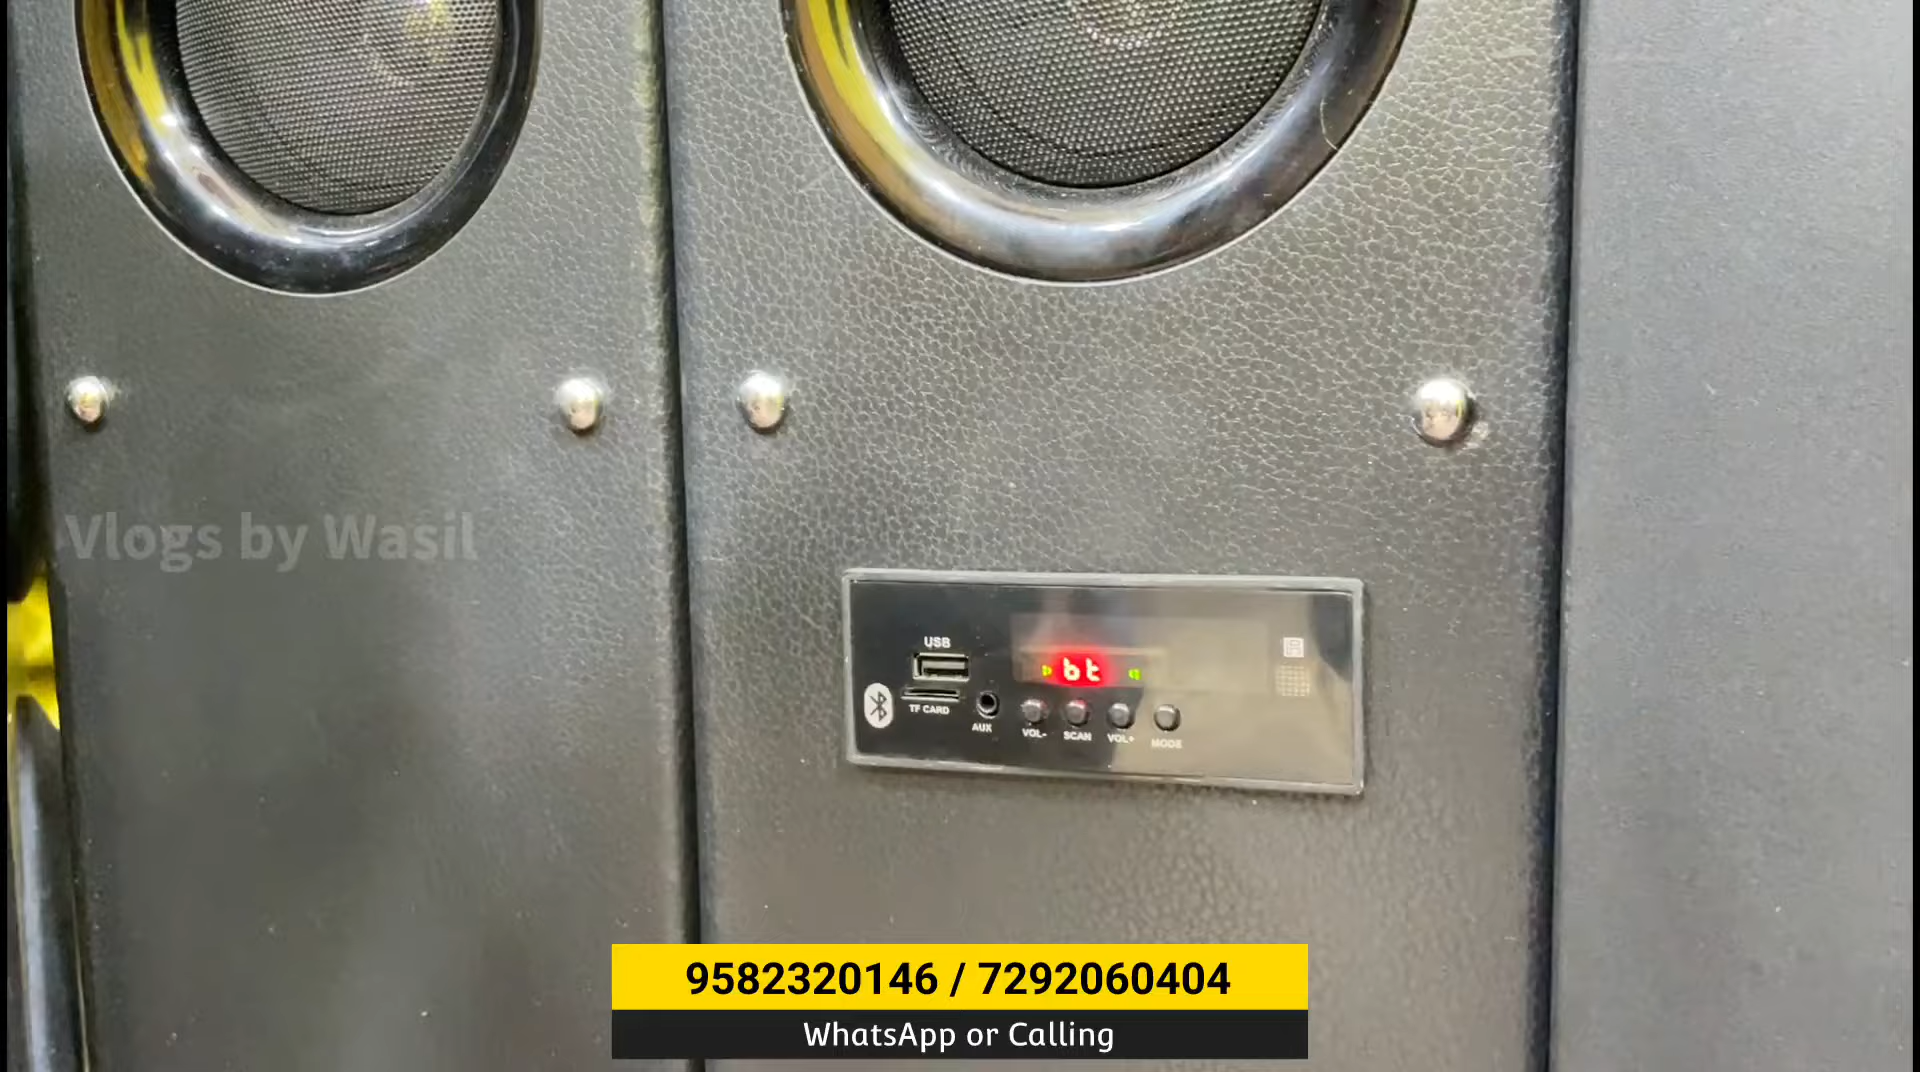 Vlogs by Wasil
USB
bt
TF CARD
AUX
VOL-
SCAN
VOL+
MODE
9582320146 / 7292060404
WhatsApp or Calling